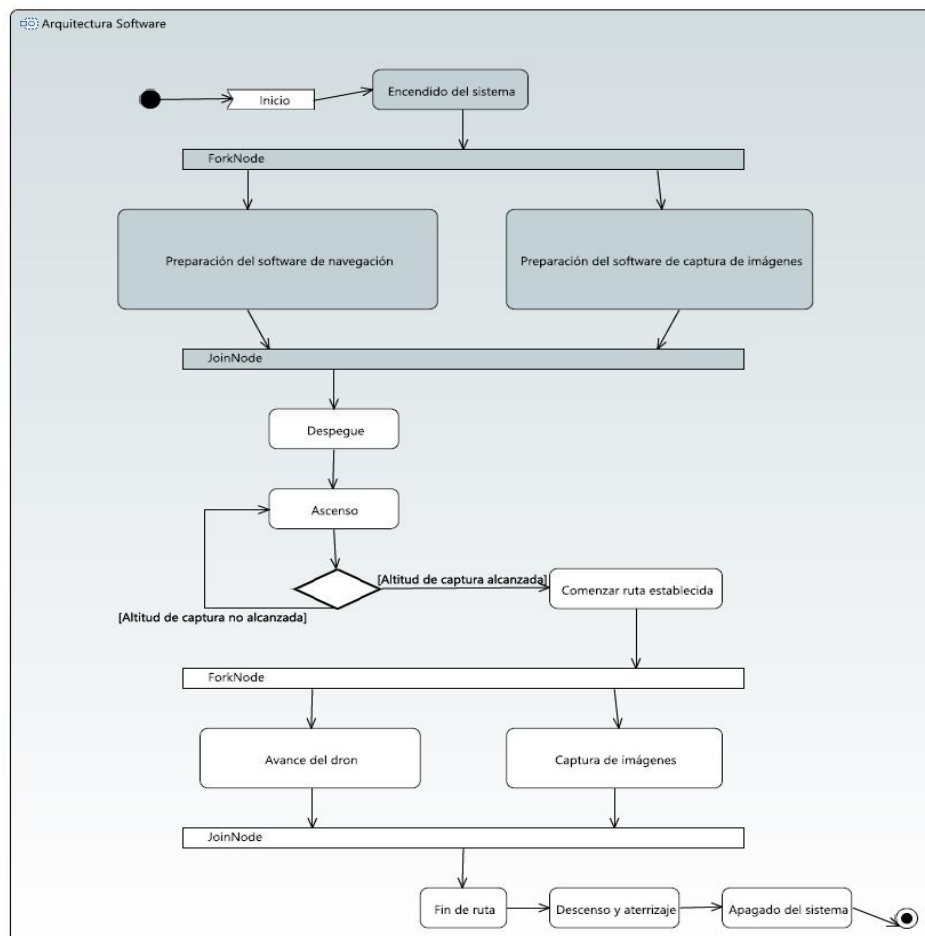 Arquitectura Software
Inicio
Encendido del sistema
ForkNode
Preparación del software de navegación
Preparación del software de captura de imágenes
JoinNode
Despegue
Ascenso
[Altitud de captura alcanzada]
Comenzar ruta establecida
[Altitud de captura no alcanzada]
ForkNode
Avance del dron
Captura de imágenes
JoinNode
Fin de ruta
Descenso y aterrizaje
Apagado del sistema